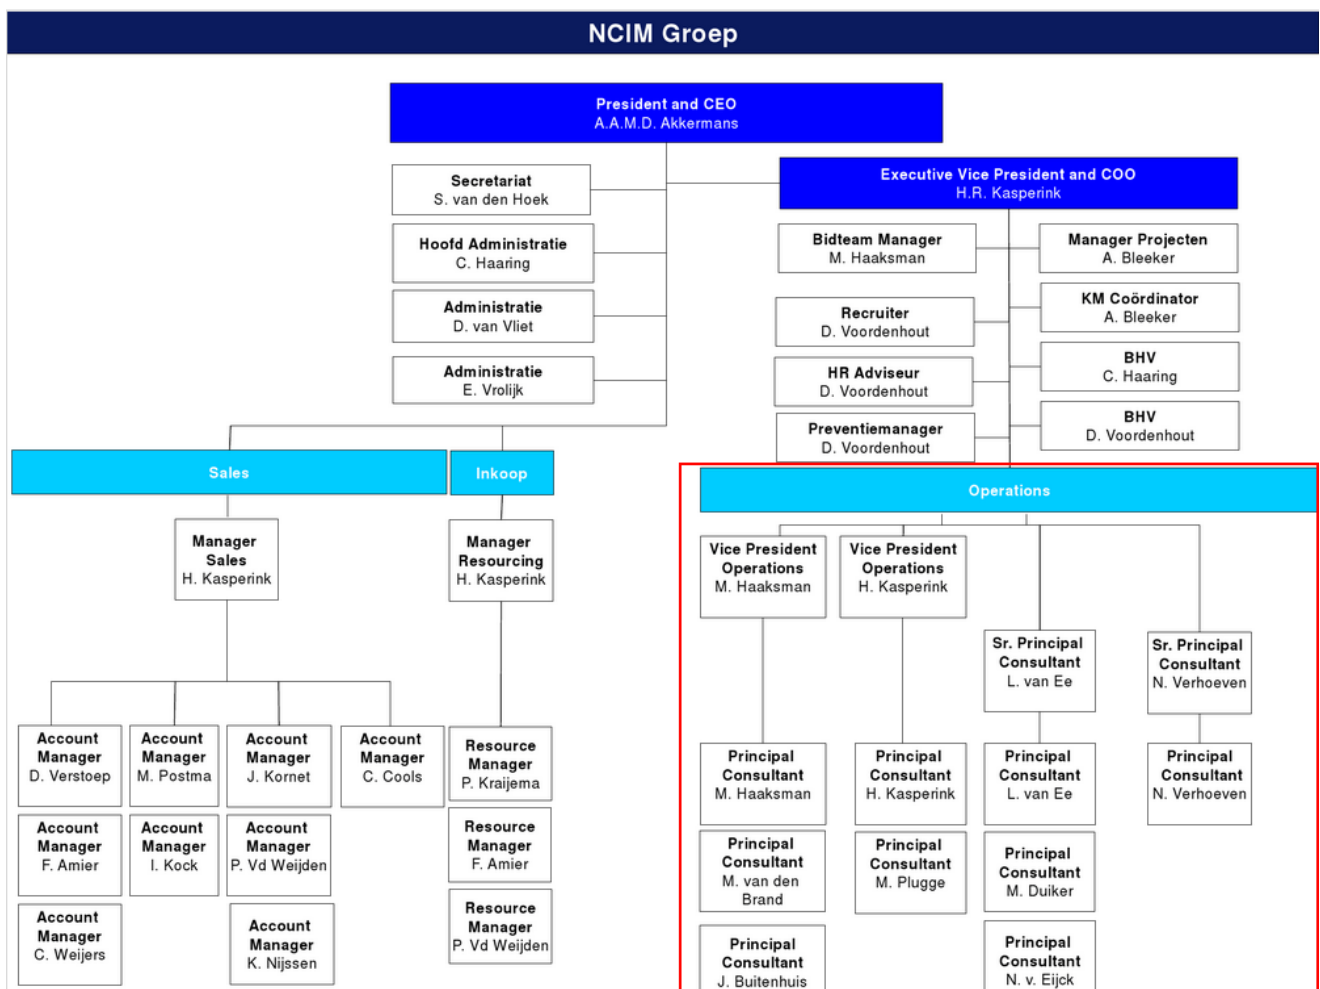 NCIM Groep
President and CEO
A.A.M.D. Akkermans
Secretariat
S. van den Hoek
Executive Vice President and COO
H.R. Kasperink
Hoofd Administratie
C. Haaring
Bidteam Manager
M. Haaksman
Manager Projecten
A. Bleeker
Administratie
D. van Vliet
Recruiter
D. Voordenhout
KM Coördinator
A. Bleeker
Administratie
E. Vrolijk
HR Adviseur
D. Voordenhout
BHV
C. Haaring
Preventiemanager
D. Voordenhout
BHV
D. Voordenhout
Sales
Inkoop
Operations
Manager
Sales
H. Kasperink
Manager
Resourcing
H. Kasperink
Vice President
Operations
M. Haaksman
Vice President
Operations
H. Kasperink
Sr. Principal
Consultant
L. van Ee
Sr. Principal
Consultant
N. Verhoeven
Account
Manager
D. Verstoep
Account
Manager
M. Postma
Account
Manager
J. Kornet
Account
Manager
C. Cools
Resource
Manager
P. Kraijema
Principal
Consultant
M. Haaksman
Principal
Consultant
H. Kasperink
Principal
Consultant
L. van Ee
Principal
Consultant
N. Verhoeven
Account
Manager
F. Amier
Account
Manager
I. Kock
Account
Manager
P. Vd Weijden
Resource
Manager
F. Amier
Principal
Consultant
M. van den
Brand
Principal
Consultant
M. Plugge
Principal
Consultant
M. Duiker
Account
Manager
C. Weijers
Account
Manager
K. Nijssen
Resource
Manager
P. Vd Weijden
Principal
Consultant
J. Buitenhuis
Principal
Consultant
N. v. Eijck